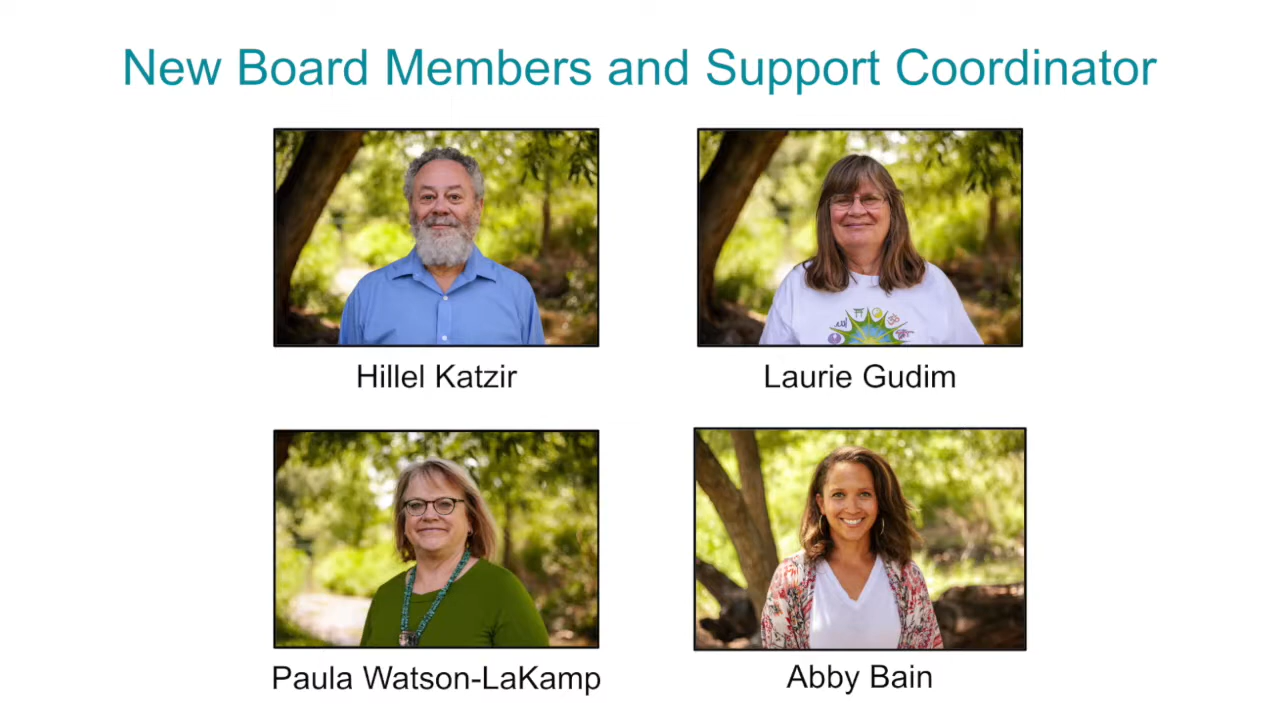 New Board Members and Support Coordinator
Hillel Katzir
Laurie Gudim
Paula Watson-LaKamp
Abby Bain